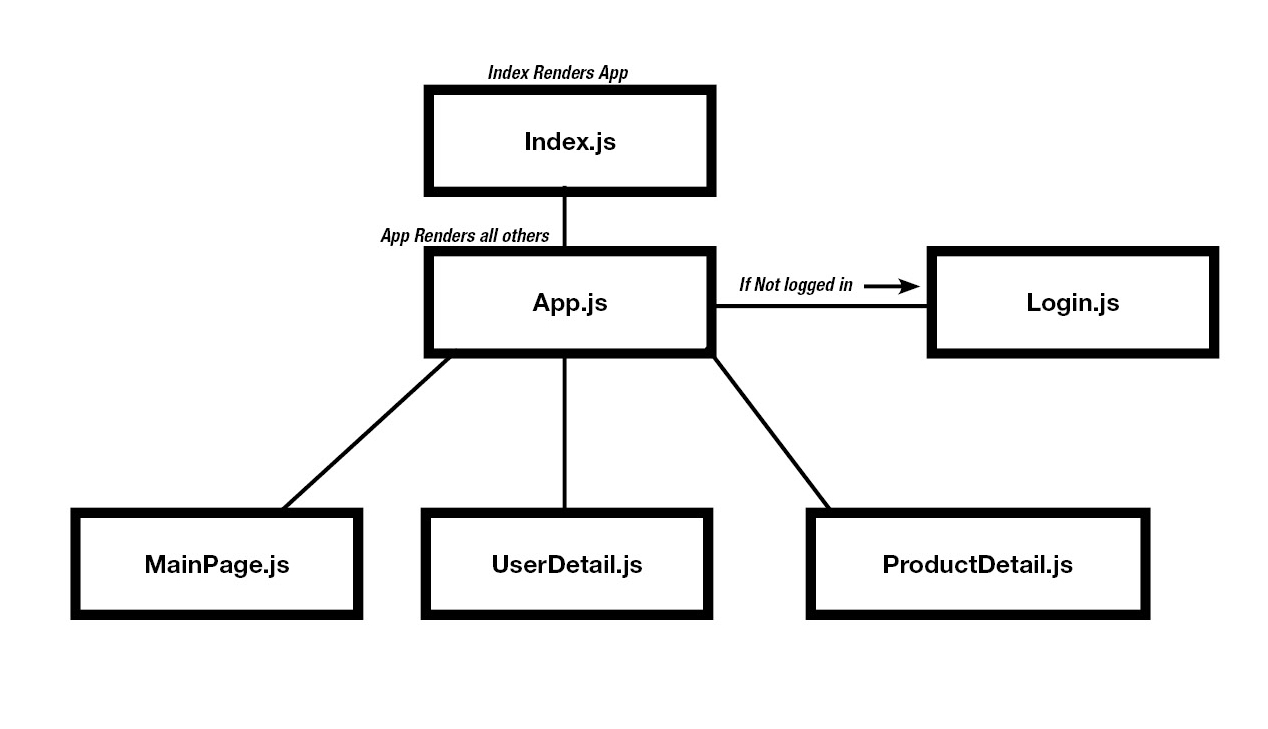 Index Renders App
Index.js
App Renders all others
App.js
If Not logged in
Login.js
MainPage.js
UserDetail.js
ProductDetail.js